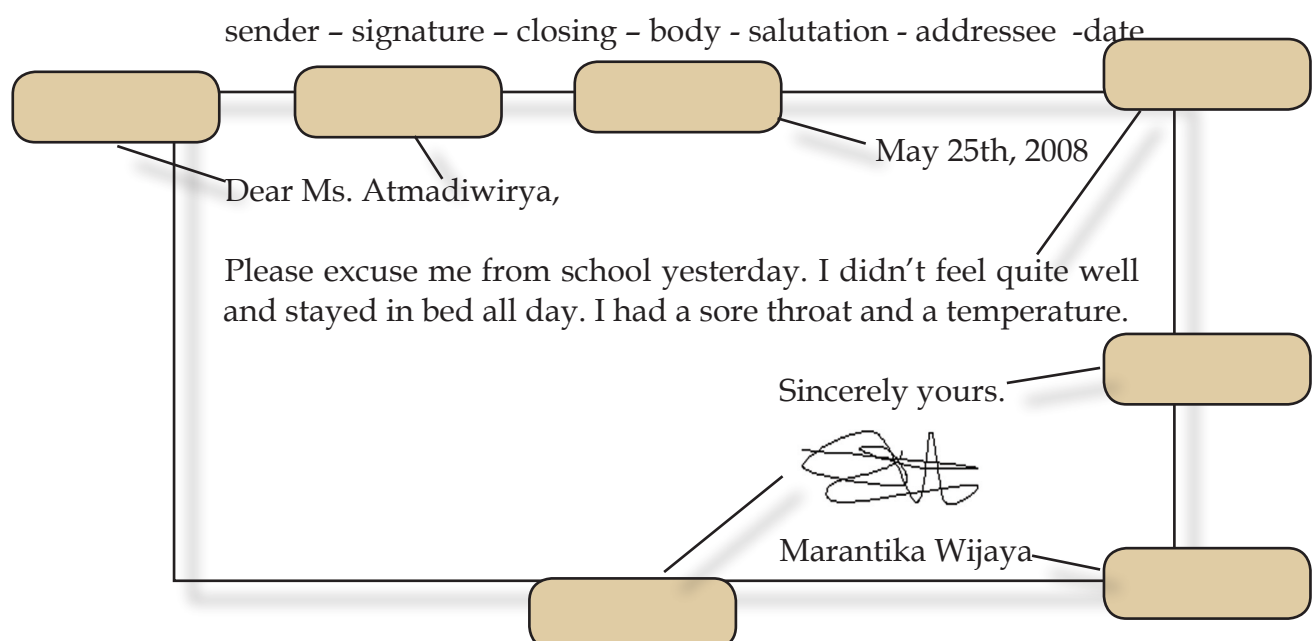 sender – signature – closing – body - salutation - addressee -date
May 25th, 2008
Dear Ms. Atmadiwirya,
Please excuse me from school yesterday. I didn’t feel quite well
and stayed in bed all day. I had a sore throat and a temperature.
Sincerely yours.
Marantika Wijaya